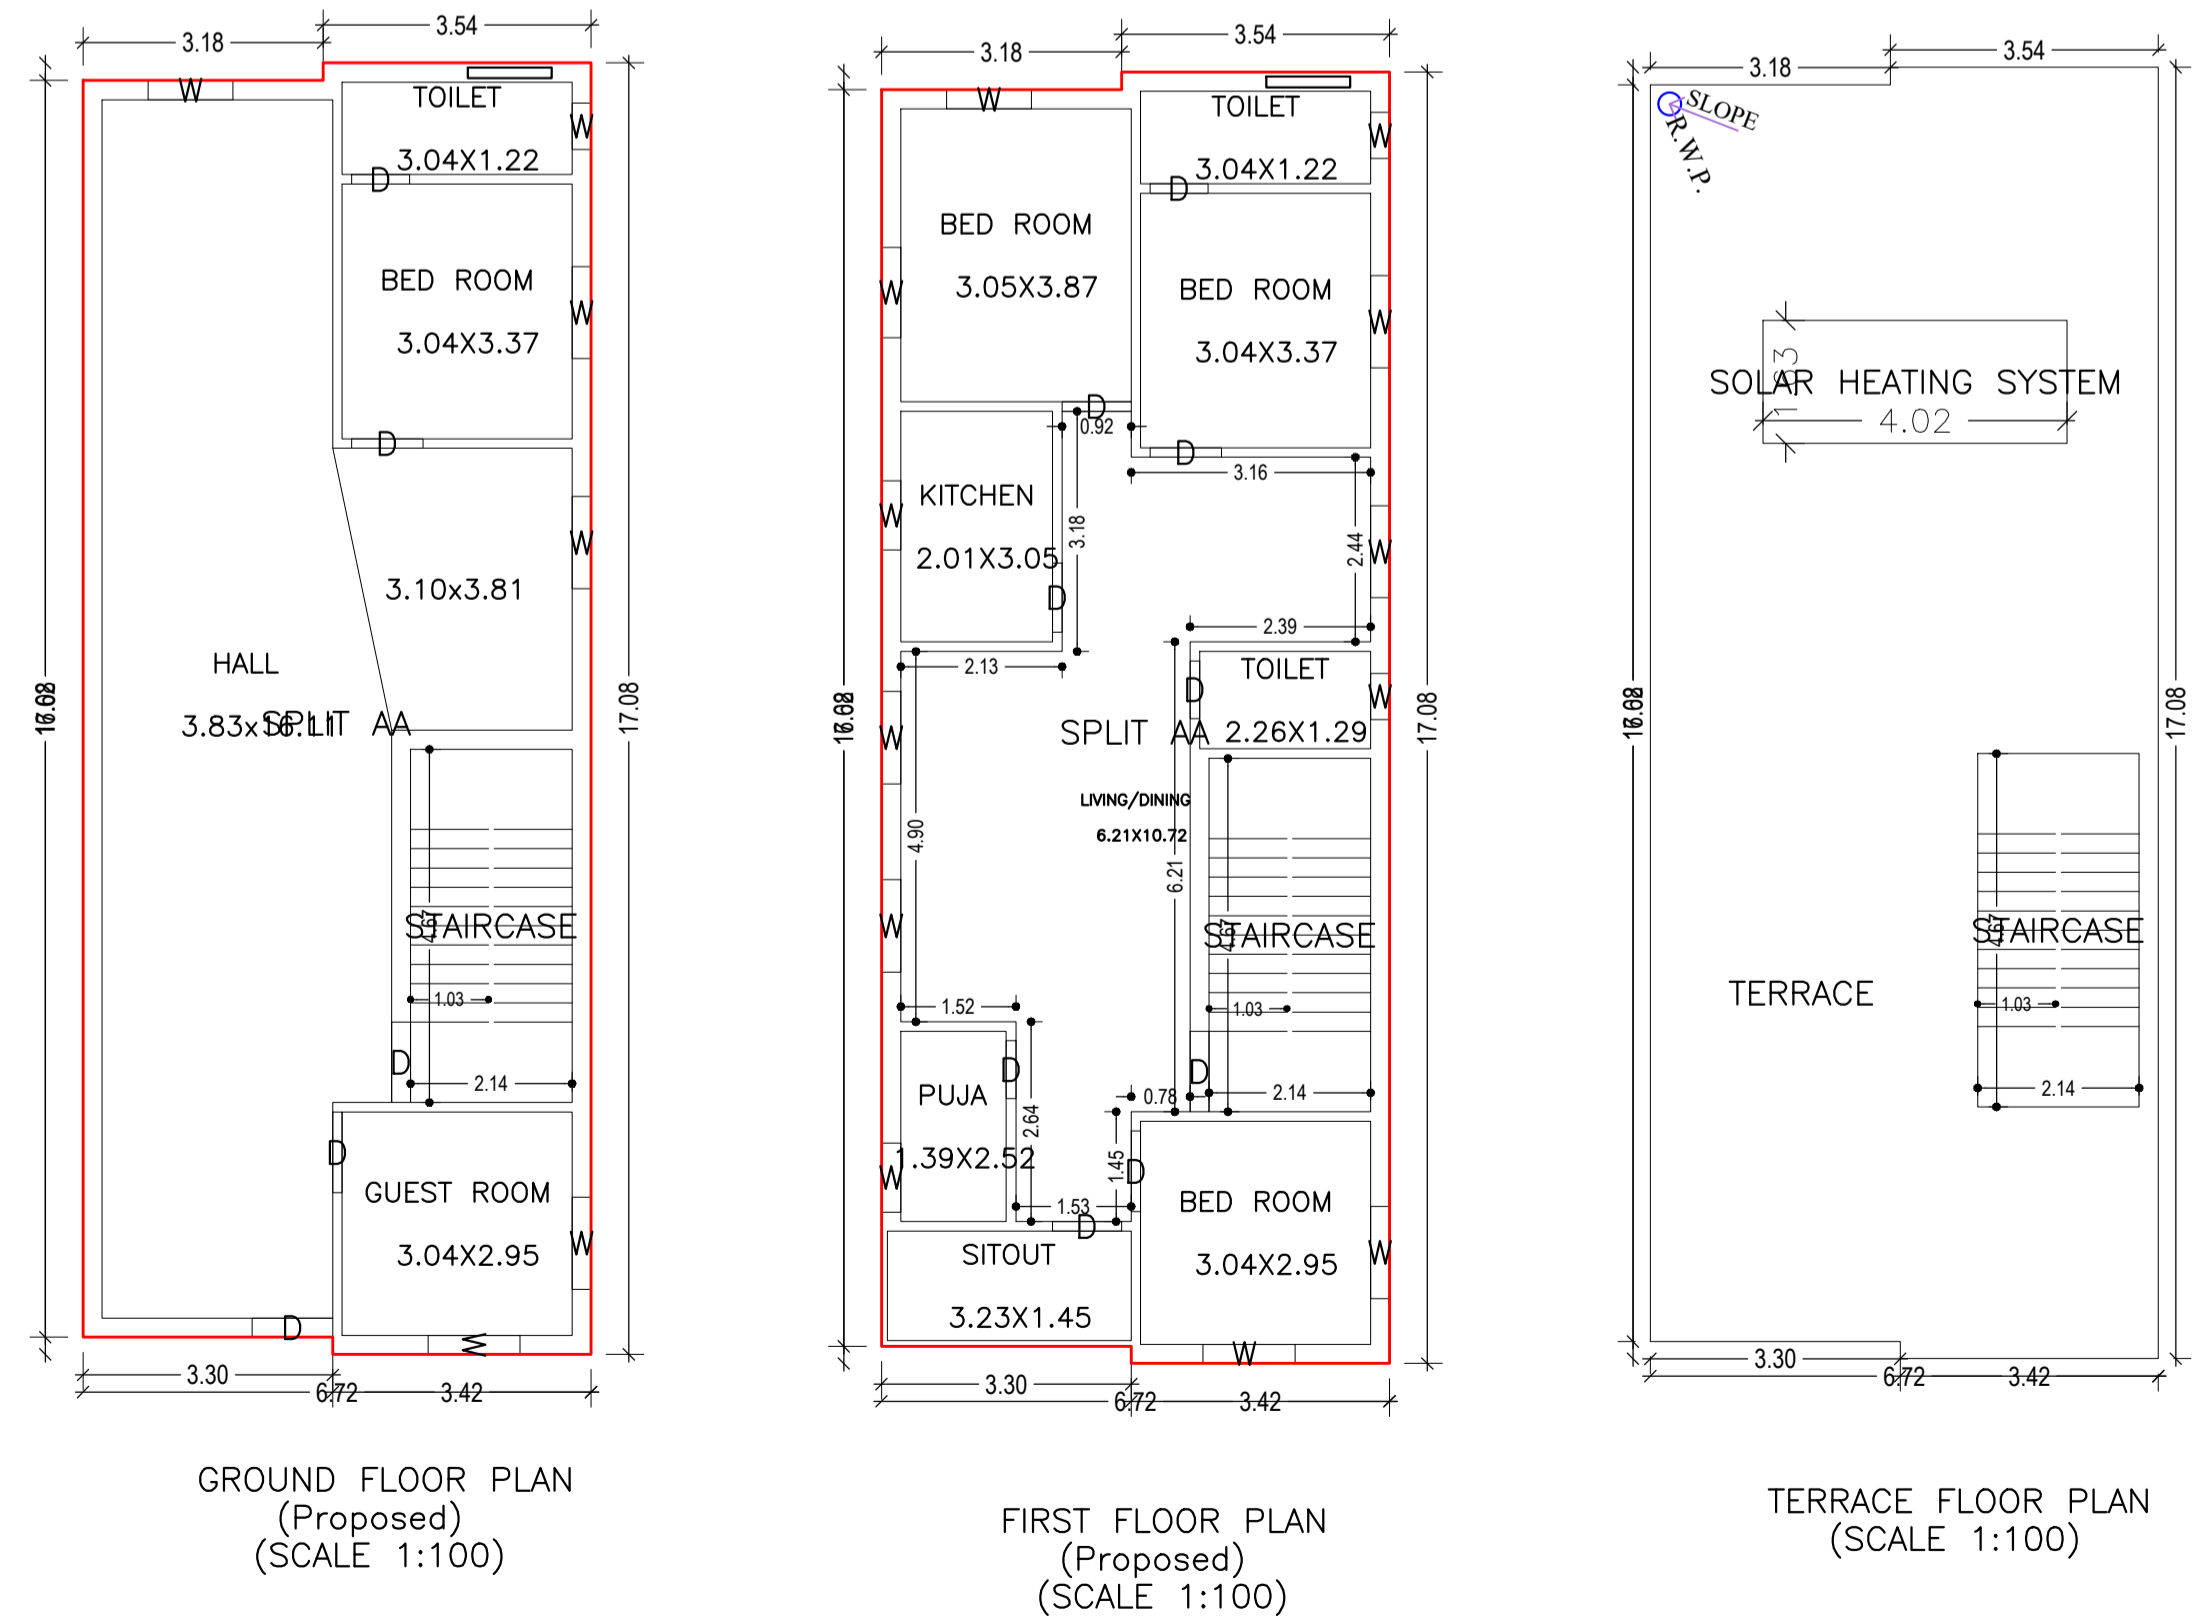 3.18
3.54
W
TOILET
W
3.04X1.22
D
BED ROOM
W
3.04X3.37
D
W
3.10x3.81
HALL
3.83x16.11
SPLIT AA
17.08
STAIRCASE
4.67
1.03
D
2.14
D
GUEST ROOM
W
3.04X2.95
D
W
3.30
6.72
3.42
GROUND FLOOR PLAN
(Proposed)
(SCALE 1:100)
3.18
3.54
W
TOILET
W
3.04X1.22
D
BED ROOM
3.05X3.87
W
BED ROOM
W
3.04X3.37
D
0.92
D
3.16
KITCHEN
W
2.01X3.05
3.18
2.44
W
D
2.39
2.13
TOILET
D
W
2.26X1.29
SPLIT AA
W
17.08
LIVING/DINING
6.21X10.72
4.90
6.21
W
STAIRCASE
4.67
1.52
1.03
D
D
0.78
2.14
PUJA
2.64
1.39X2.52
W
1.45
D
BED ROOM
1.53
D
W
SITOUT
3.04X2.95
3.23X1.45
W
3.30
6.72
3.42
FIRST FLOOR PLAN
(Proposed)
(SCALE 1:100)
3.18
3.54
SLOPE
R.W.P.
SOLAR HEATING SYSTEM
4.02
17.08
STAIRCASE
4.67
TERRACE
1.03
2.14
3.30
6.72
3.42
TERRACE FLOOR PLAN
(SCALE 1:100)